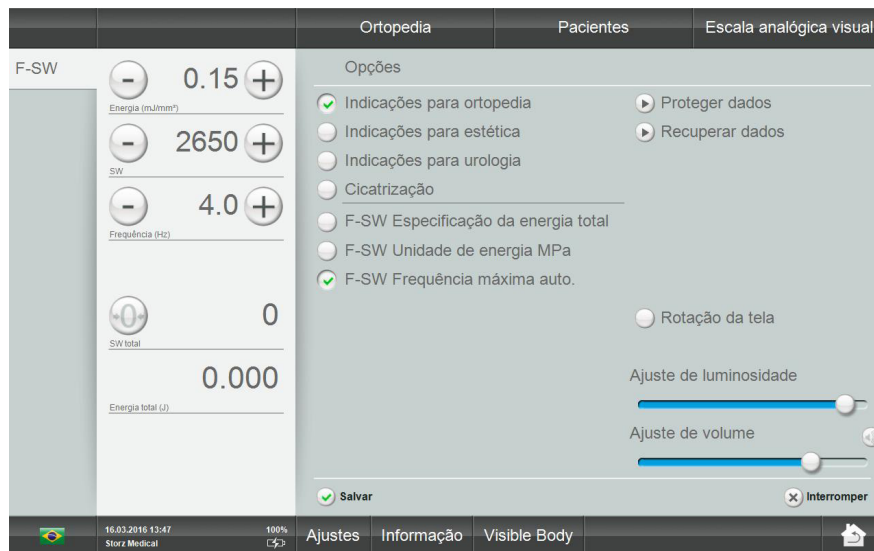 Ortopedia Pacientes Escala analógica visual
F-SW
- 0.15 +
Energia (mJ/mm²)
- 2650 +
SW
- 4.0 +
Frequência (Hz)
0 0
SW total
0.000
Energia total (J)
Opções
Indicações para ortopedia
Indicações para estética
Indicações para urologia
Cicatrização
F-SW Especificação da energia total
F-SW Unidade de energia MPa
F-SW Frequência máxima auto.
Proteger dados
Recuperar dados
Rotação da tela
Ajuste de luminosidade
Ajuste de volume
Salvar Interromper
16.03.2016 13:47 100%
Storz Medical
Ajustes Informação Visible Body